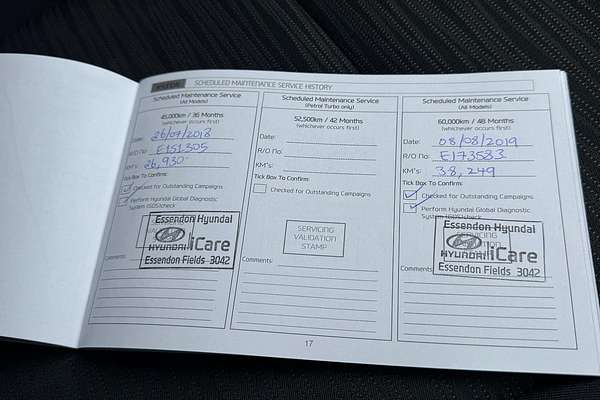 SCHEDULED MAINTENANCE SERVICE HISTORY
Scheduled Maintenance Service
(All Models)
45,000km / 36 Months
(whichever occurs first)
Date: 26/07/2018
R/O No: E151305
KM's: 26,930
Tick Box To Confirm:
Checked for Outstanding Campaigns
Perform Hyundai Global Diagnostic
System (GDS)check
Essendon Hyundai
HYUNDAI iCare
Essendon Fields 3042
Comments:
Scheduled Maintenance Service
(Petrol Turbo only)
52,500km / 42 Months
(whichever occurs first)
Date:
R/O No:
KM's:
Tick Box To Confirm:
Checked for Outstanding Campaigns
SERVICING
VALIDATION
STAMP
Comments:
Scheduled Maintenance Service
(All Models)
60,000km / 48 Months
(whichever occurs first)
Date: 08/08/2019
R/O No: E173583
KM's: 38,249
Tick Box To Confirm:
Checked for Outstanding Campaigns
Perform Hyundai Global Diagnostic
System (GDS)check
Essendon Hyundai
SERVICING
HYUNDAI iCare
Essendon Fields 3042
Comments:
17